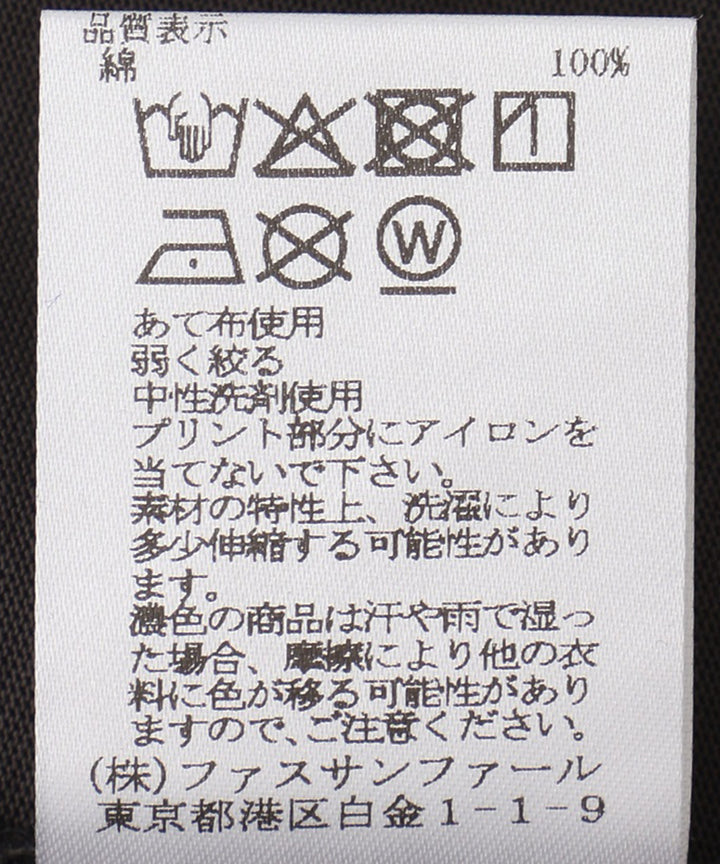 品質表示
綿 100%
W
あて布使用
弱く絞る
中性洗剤使用
プリント部分にアイロンを
当てないで下さい。
素材の特性上、洗濯により
多少伸縮する可能性があり
ます。
濃色の商品は汗や雨で湿っ
た場合、摩擦により他の衣
料に色が移る可能性があり
ますので、ご注意ください。
(株)ファスサンファール
東京都港区白金1-1-9